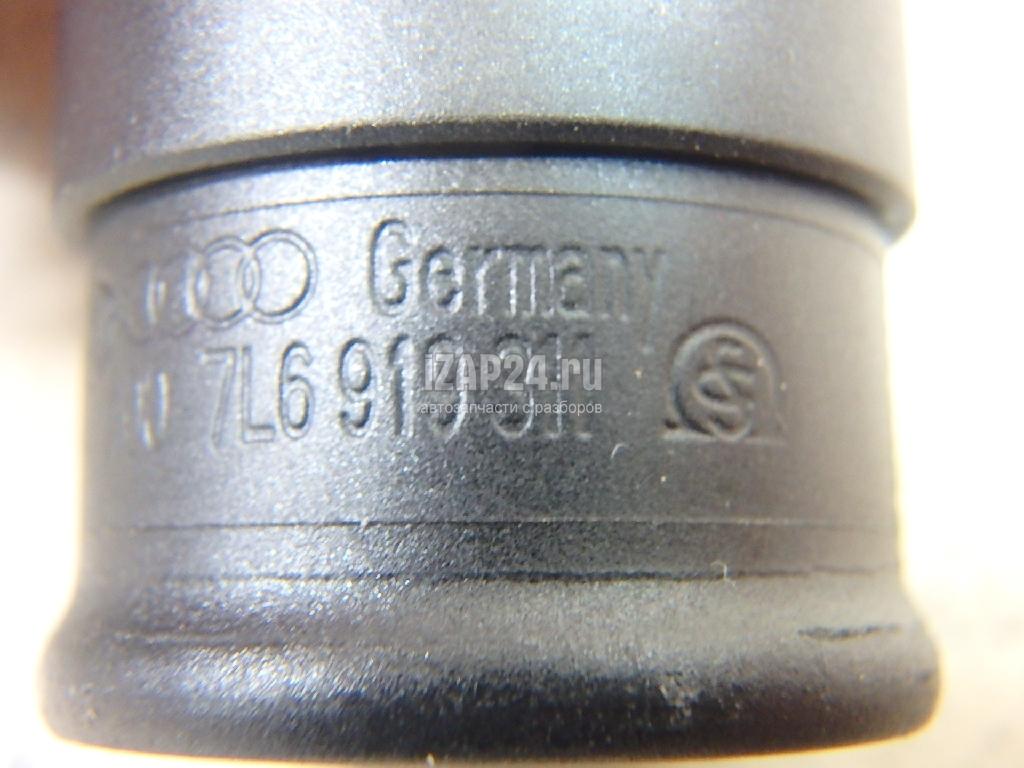 Germany
7L6 919 311
iZAP24.ru
автозапчасти с разборов